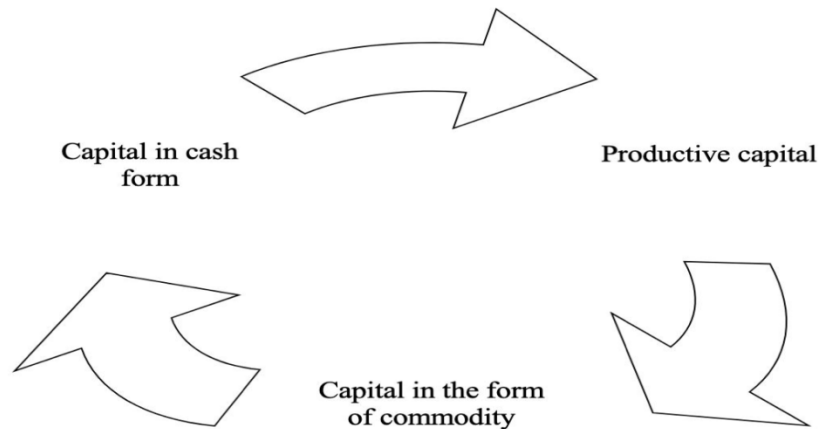 Capital in cash
form
Productive capital
Capital in the form
of commodity